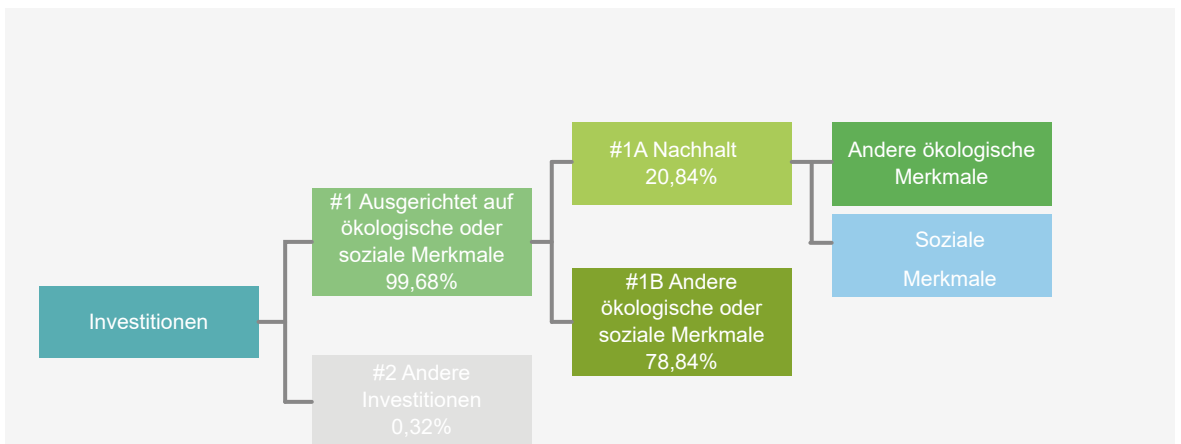 Investitionen
#1 Ausgerichtet auf
ökologische oder
soziale Merkmale
99,68%
#2 Andere
Investitionen
0,32%
#1A Nachhalt
20,84%
#1B Andere
ökologische oder
soziale Merkmale
78,84%
Andere ökologische
Merkmale
Soziale
Merkmale